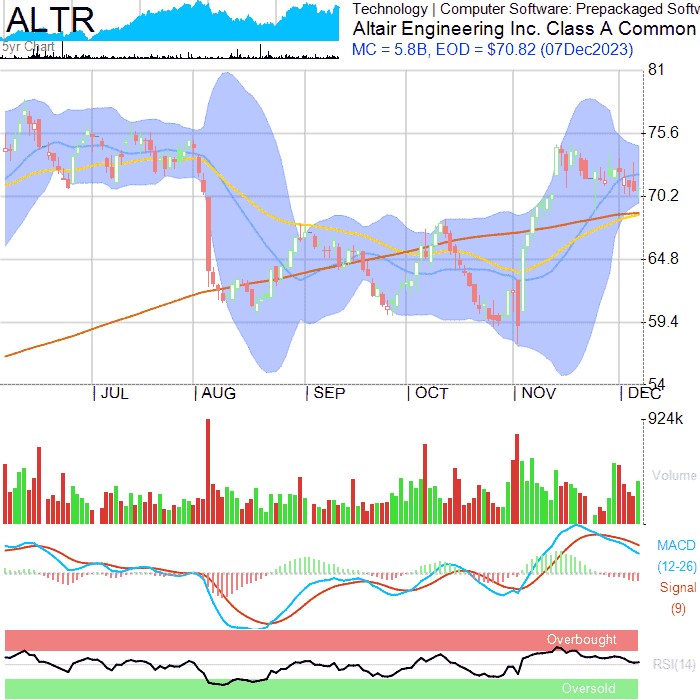 ALTR
5yr Chart
Technology | Computer Software: Prepackaged Softw
Altair Engineering Inc. Class A Common
MC = 5.8B, EOD = $70.82 (07Dec2023)
81
75.6
70.2
64.8
59.4
54
JUL
AUG
SEP
OCT
NOV
DEC
924k
Volume
MACD
(12-26)
Signal
(9)
Overbought
RSI(14)
Oversold